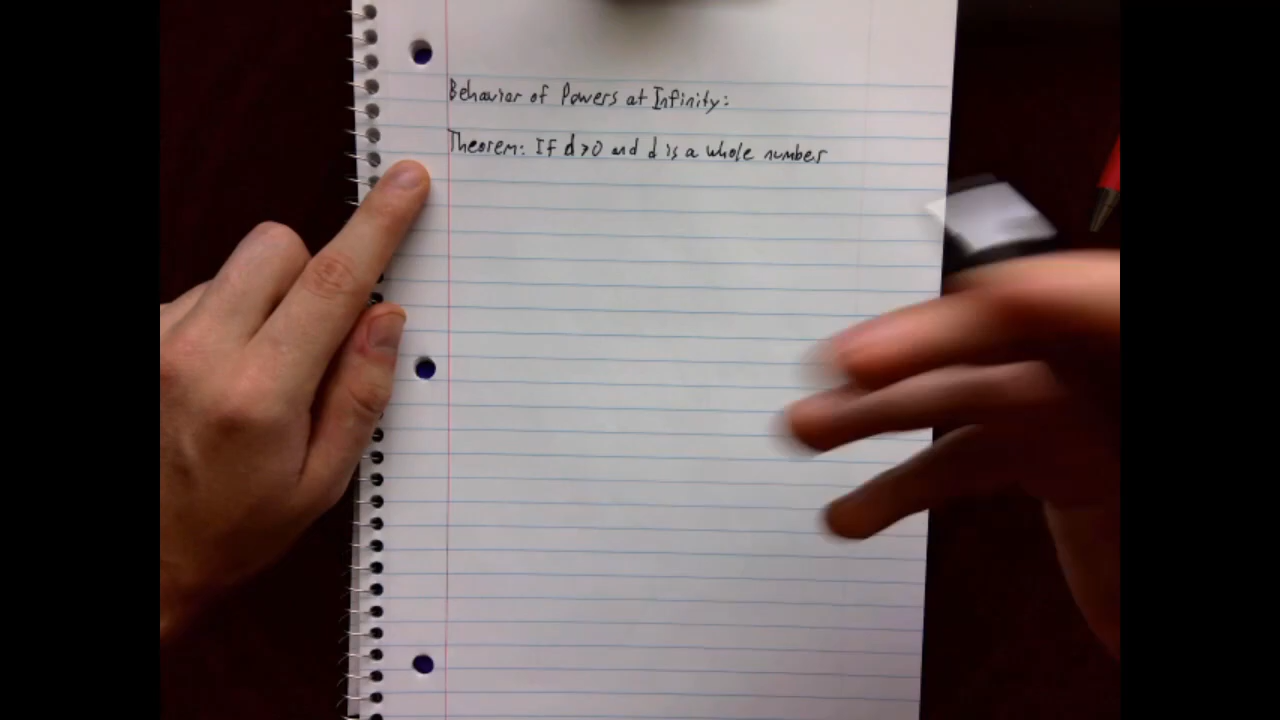 Behavior of Powers at Infinity:
Theorem: If d>0 and d is a whole number